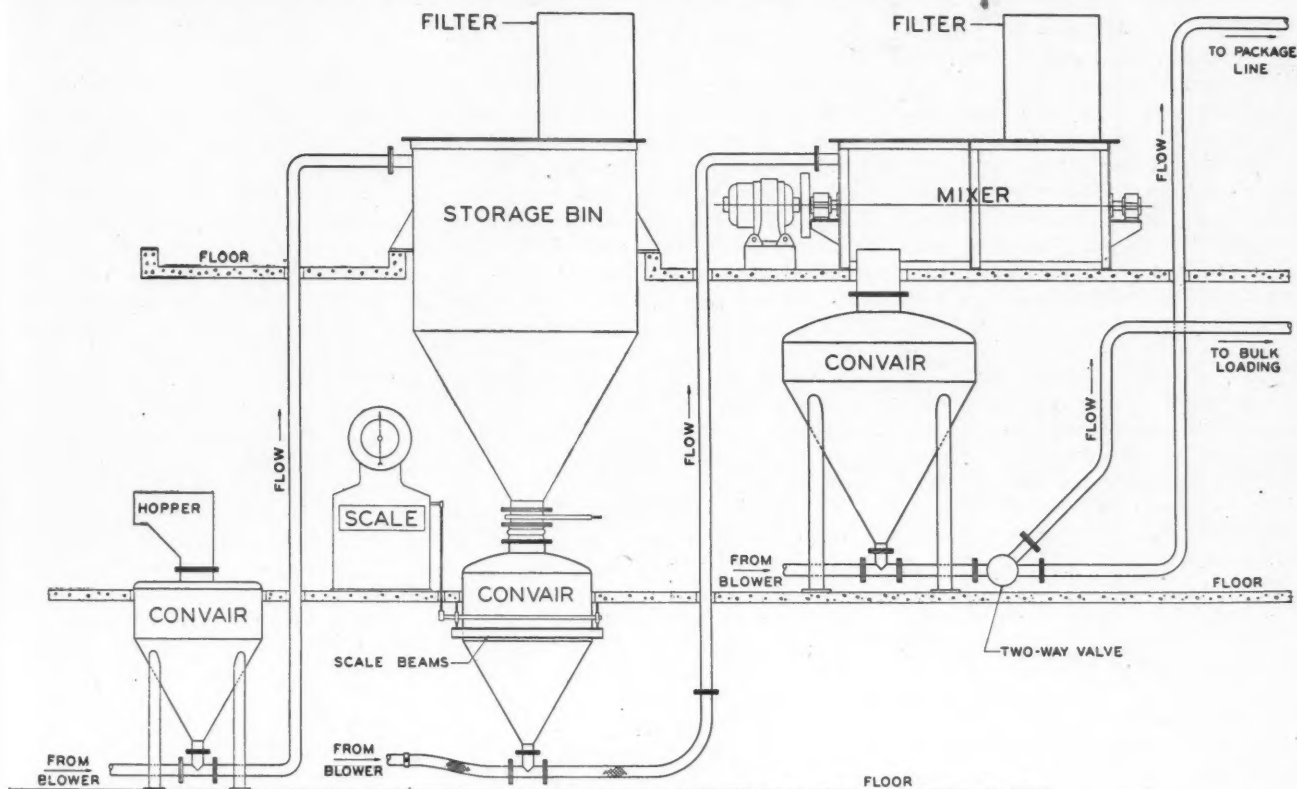 FILTER
FILTER
TO PACKAGE
LINE
FLOW
FLOW
FLOW
STORAGE BIN
MIXER
FLOOR
TO BULK
LOADING
CONVAIR
FLOW
HOPPER
SCALE
FROM
BLOWER
FLOOR
CONVAIR
CONVAIR
SCALE BEAMS
TWO-WAY VALVE
FROM
BLOWER
FROM
BLOWER
FLOOR